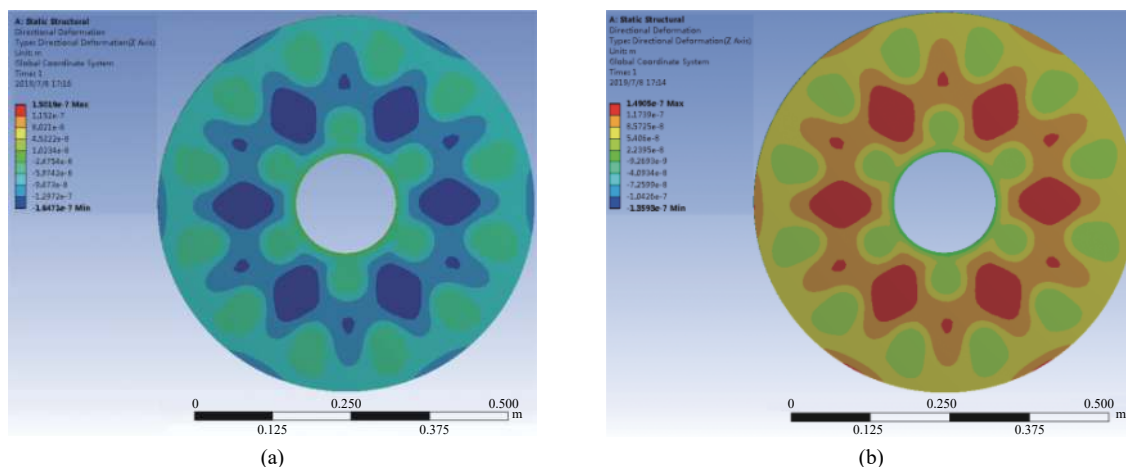 A: Static Structural
Directional Deformation
Type: Directional Deformation(Z Axis)
Unit: m
Global Coordinate System
Time: 1
2019/7/6 17:16
1.5019e-7 Max
1.152e-7
8.021e-8
4.5222e-8
1.0234e-8
-2.4754e-8
-5.9742e-8
-9.473e-8
-1.2972e-7
-1.6471e-7 Min
0
0.250
0.500
m
0.125
0.375
(a)
A: Static Structural
Directional Deformation
Type: Directional Deformation(Z Axis)
Unit: m
Global Coordinate System
Time: 1
2019/7/6 17:14
1.4905e-7 Max
1.1739e-7
8.5725e-8
5.406e-8
2.2395e-8
-9.2693e-9
-4.0934e-8
-7.2599e-8
-1.0426e-7
-1.3593e-7 Min
0
0.250
0.500
m
0.125
0.375
(b)